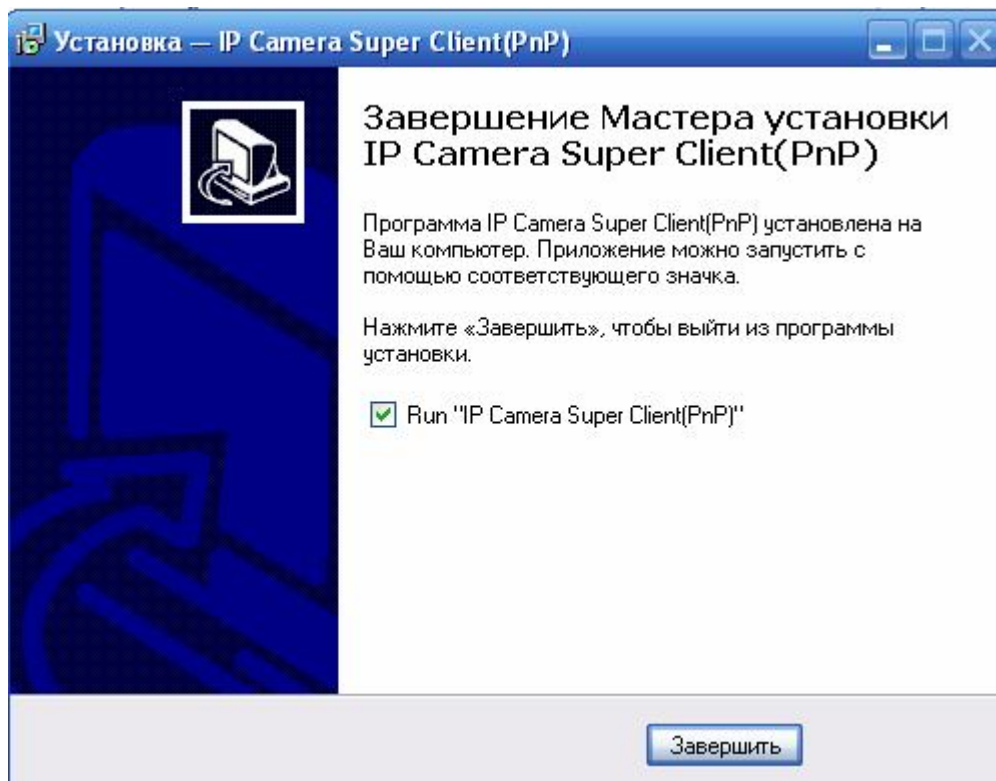 Установка — IP Camera Super Client(PnP)
Завершение Мастера установки
IP Camera Super Client(PnP)
Программа IP Camera Super Client(PnP) установлена на
Ваш компьютер. Приложение можно запустить с
помощью соответствующего значка.
Нажмите «Завершить», чтобы выйти из программы
установки.
Run "IP Camera Super Client(PnP)"
Завершить